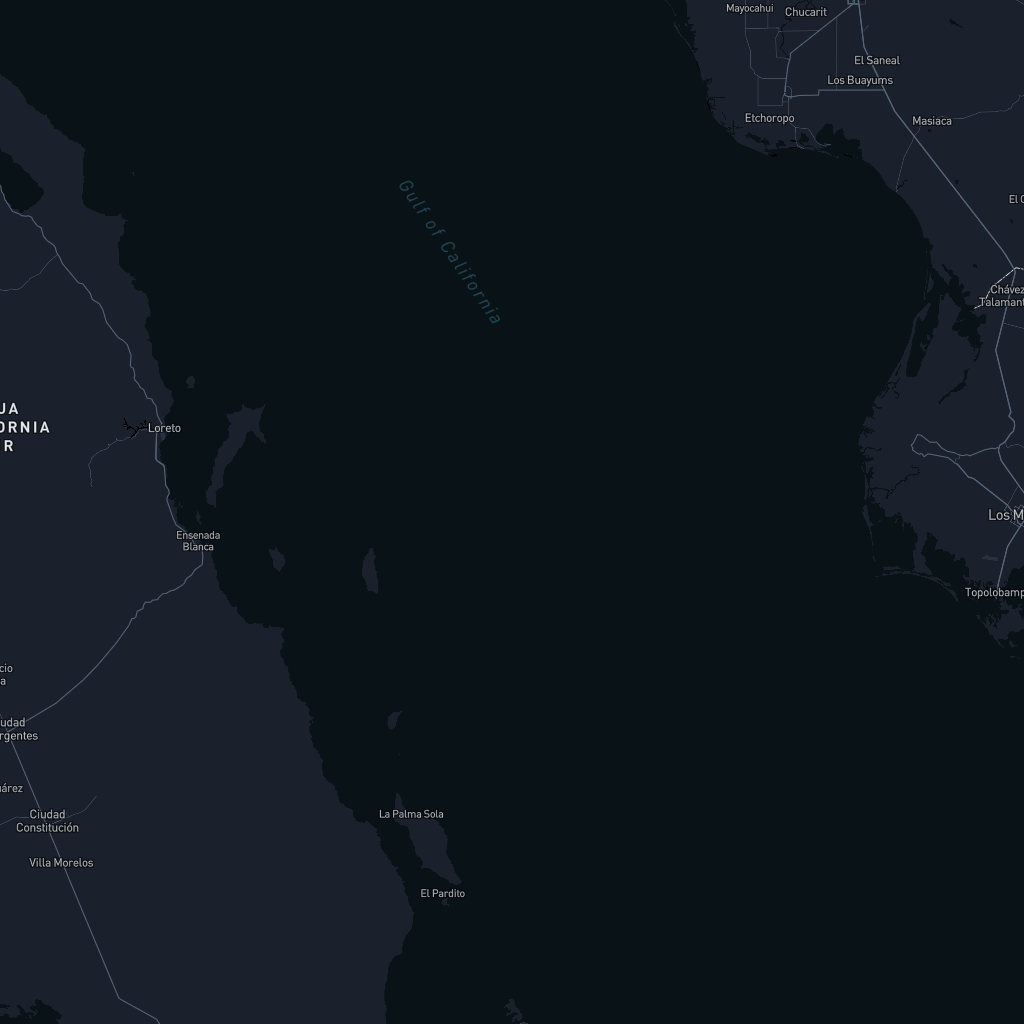 Mayocahui
Chucarit
El Saneal
Los Buayums
Etchoropo
Masiaca
Gulf of California
El
Chávez
Talamant
UA
ORNIA
R
Loreto
Los M
Ensenada
Blanca
Topolobamp
cio
a
udad
rgentes
uárez
Ciudad
Constitución
La Palma Sola
Villa Morelos
El Pardito